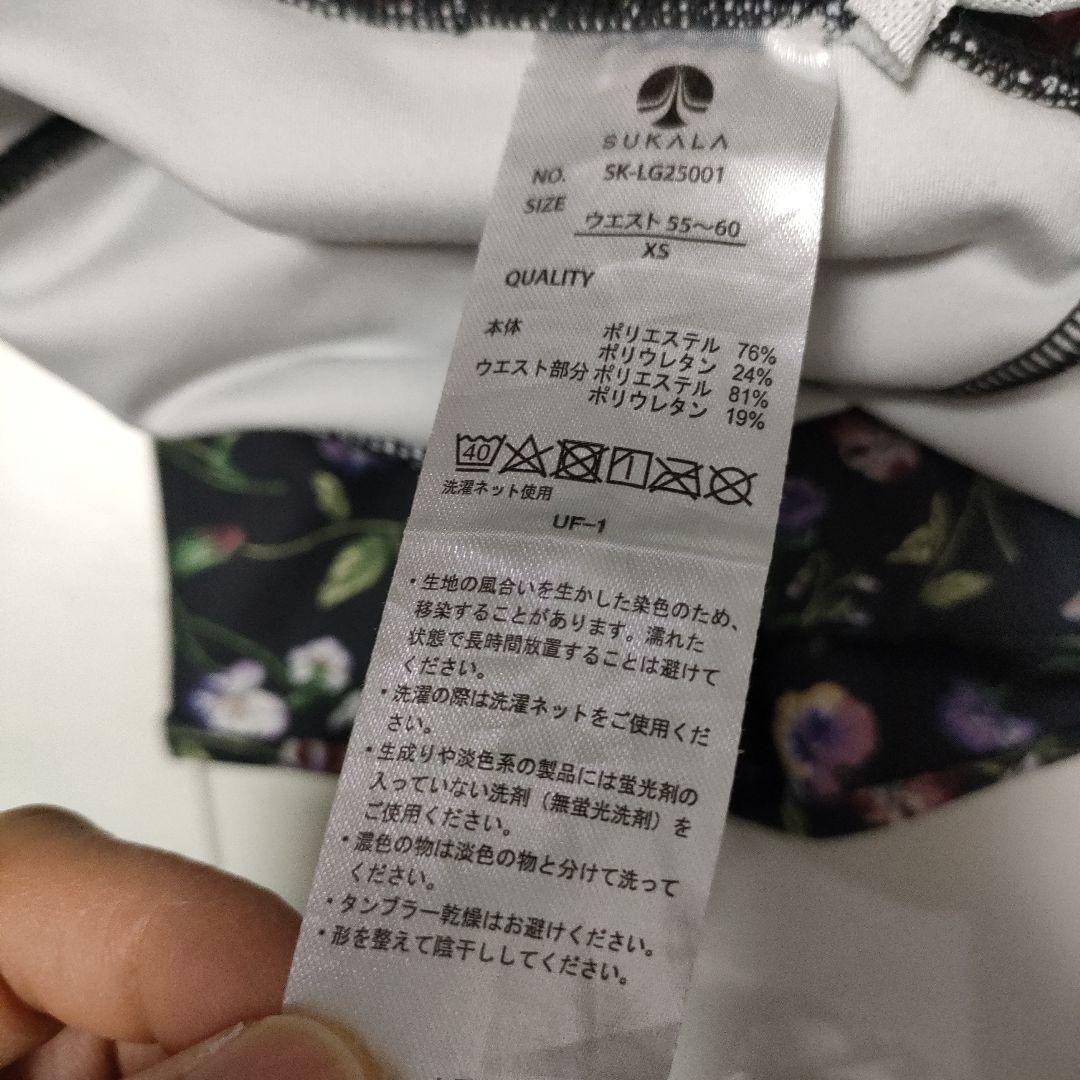 SUKALA
NO. SK-LG25001
SIZE ウエスト 55〜60
XS
QUALITY
本体 ポリエステル 76%
ポリウレタン 24%
ウエスト部分 ポリエステル 81%
ポリウレタン 19%
40
洗濯ネット使用
UF-1
・生地の風合いを生かした染色のため、
移染することがあります。濡れた
状態で長時間放置することは避けて
ください。
・洗濯の際は洗濯ネットをご使用くだ
さい。
・生成りや淡色系の製品には蛍光剤の
入っていない洗剤（無蛍光洗剤）を
ご使用ください。
・濃色の物は淡色の物と分けて洗って
ください。
・タンブラー乾燥はお避けください。
・形を整えて陰干ししてください。